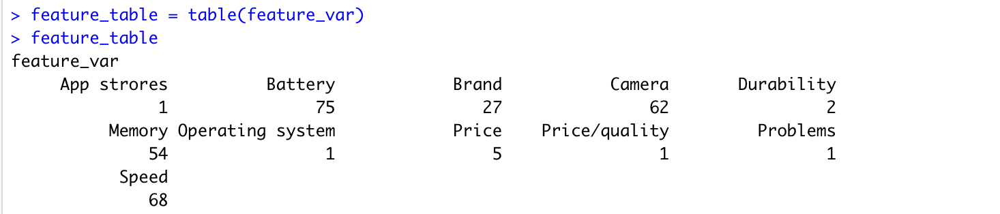 > feature_table = table(feature_var)
> feature_table
feature_var
App strores Battery Brand Camera Durability
1 75 27 62 2
Memory Operating system Price Price/quality Problems
54 1 5 1 1
Speed
68